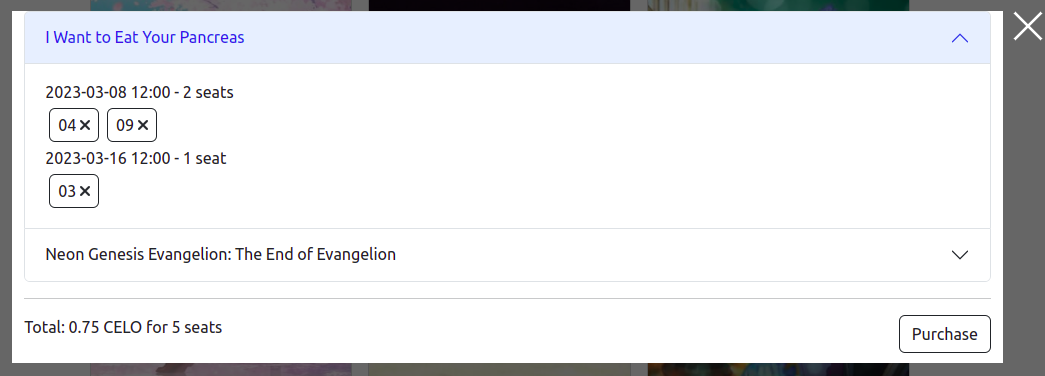 I Want to Eat Your Pancreas
2023-03-08 12:00 - 2 seats
04 09
2023-03-16 12:00 - 1 seat
03
Neon Genesis Evangelion: The End of Evangelion
Total: 0.75 CELO for 5 seats
Purchase